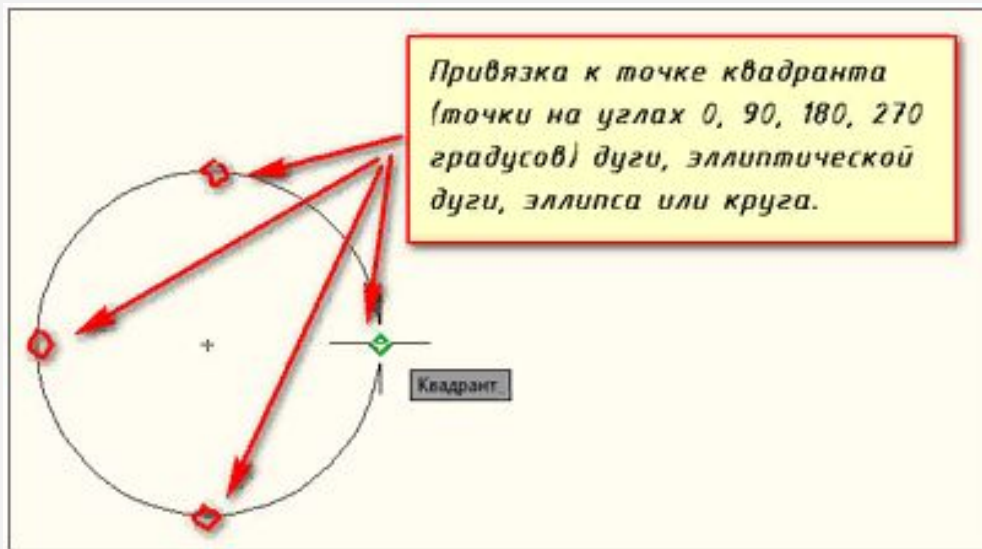 Привязка к точке квадранта
(точки на углах 0, 90, 180, 270
градусов) дуги, эллиптической
дуги, эллипса или круга.
Квадрант